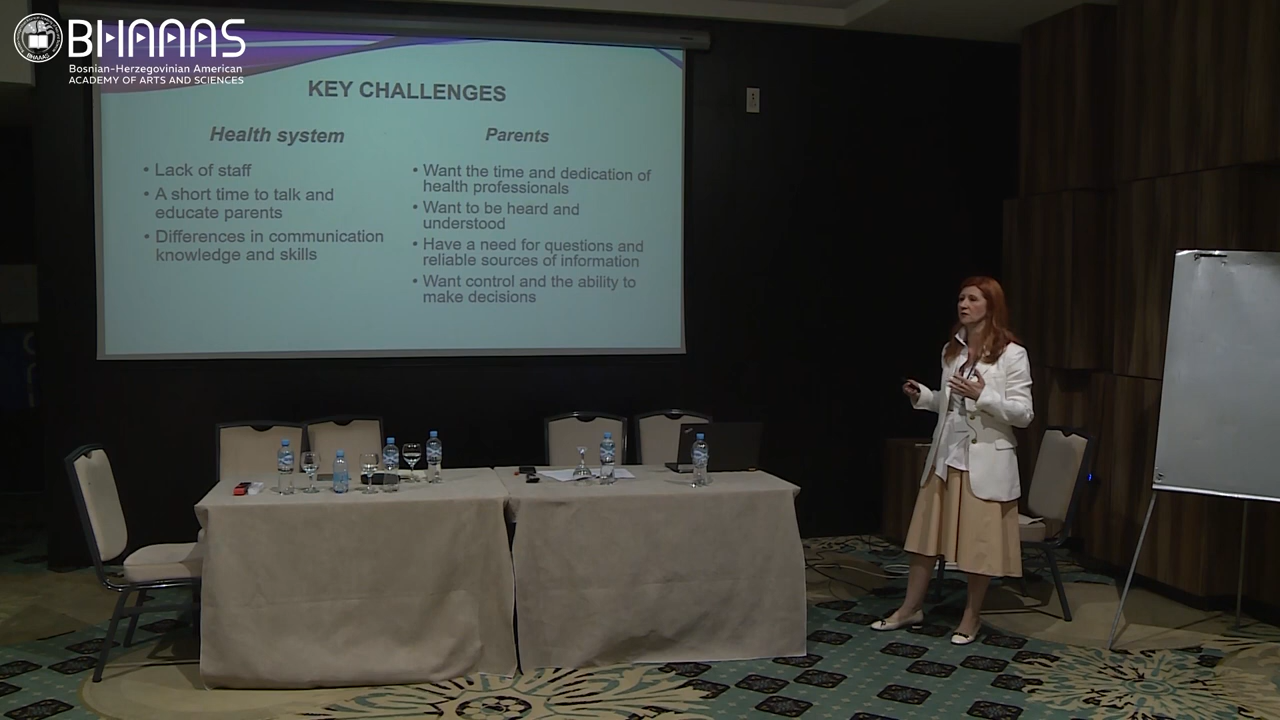 BHAAAS
Bosnian-Herzegovinian American
ACADEMY OF ARTS AND SCIENCES
KEY CHALLENGES
Health system
• Lack of staff
• A short time to talk and
educate parents
• Differences in communication
knowledge and skills
Parents
• Want the time and dedication of
health professionals
• Want to be heard and
understood
• Have a need for questions and
reliable sources of information
• Want control and the ability to
make decisions